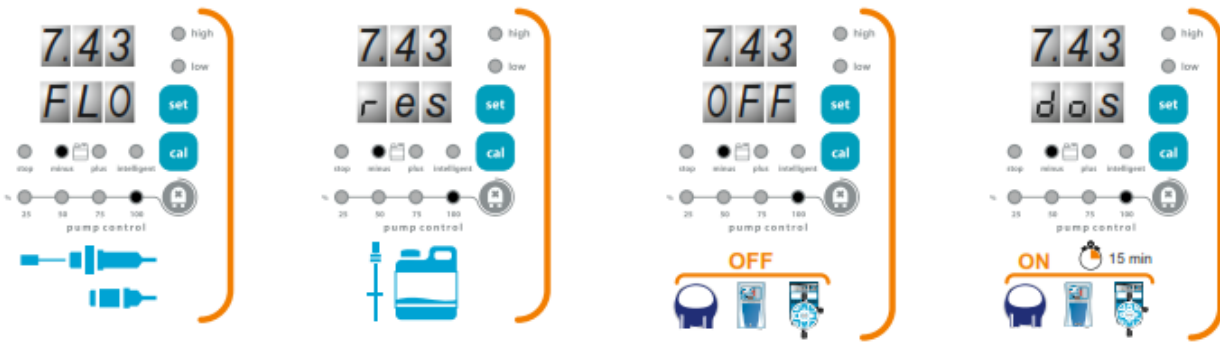 7.43
high
low
FLO
set
cal
stop minus plus intelligent
% 25 50 75 100
pump control
7.43
high
low
res
set
cal
stop minus plus intelligent
% 25 50 75 100
pump control
7.43
high
low
OFF
set
cal
stop minus plus intelligent
% 25 50 75 100
pump control
OFF
7.43
high
low
dos
set
cal
stop minus plus intelligent
% 25 50 75 100
pump control
ON 15 min